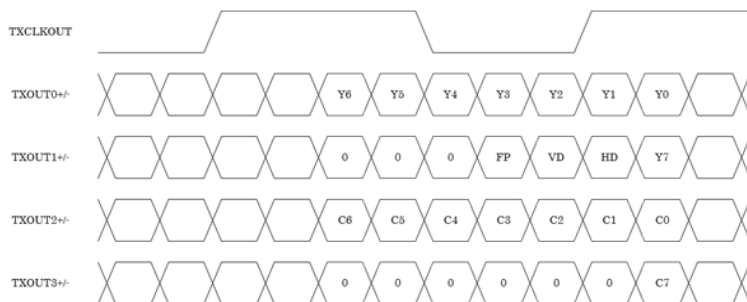 TXCLKOUT
TXOUT0+/- Y6 Y5 Y4 Y3 Y2 Y1 Y0
TXOUT1+/- 0 0 0 FP VD HD Y7
TXOUT2+/- C6 C5 C4 C3 C2 C1 C0
TXOUT3+/- 0 0 0 0 0 0 C7